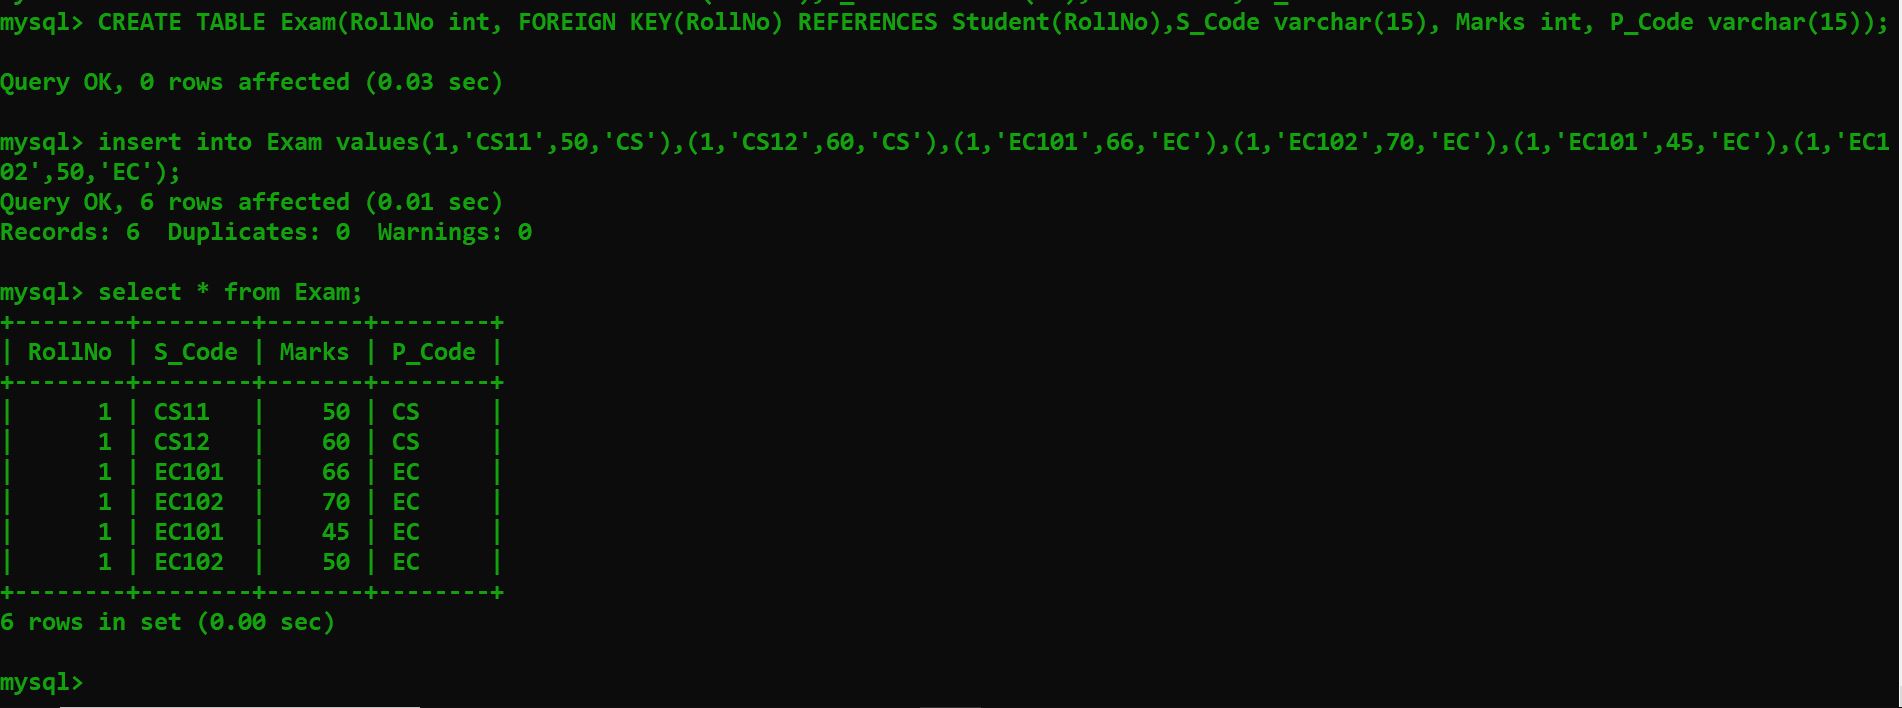 mysql> CREATE TABLE Exam(RollNo int, FOREIGN KEY(RollNo) REFERENCES Student(RollNo),S_Code varchar(15), Marks int, P_Code varchar(15));
Query OK, 0 rows affected (0.03 sec)
mysql> insert into Exam values(1,'CS11',50,'CS'),(1,'CS12',60,'CS'),(1,'EC101',66,'EC'),(1,'EC102',70,'EC'),(1,'EC101',45,'EC'),(1,'EC1
02',50,'EC');
Query OK, 6 rows affected (0.01 sec)
Records: 6  Duplicates: 0  Warnings: 0
mysql> select * from Exam;
+--------+--------+-------+--------+
| RollNo | S_Code | Marks | P_Code |
+--------+--------+-------+--------+
|      1 | CS11   |    50 | CS     |
|      1 | CS12   |    60 | CS     |
|      1 | EC101  |    66 | EC     |
|      1 | EC102  |    70 | EC     |
|      1 | EC101  |    45 | EC     |
|      1 | EC102  |    50 | EC     |
+--------+--------+-------+--------+
6 rows in set (0.00 sec)
mysql>